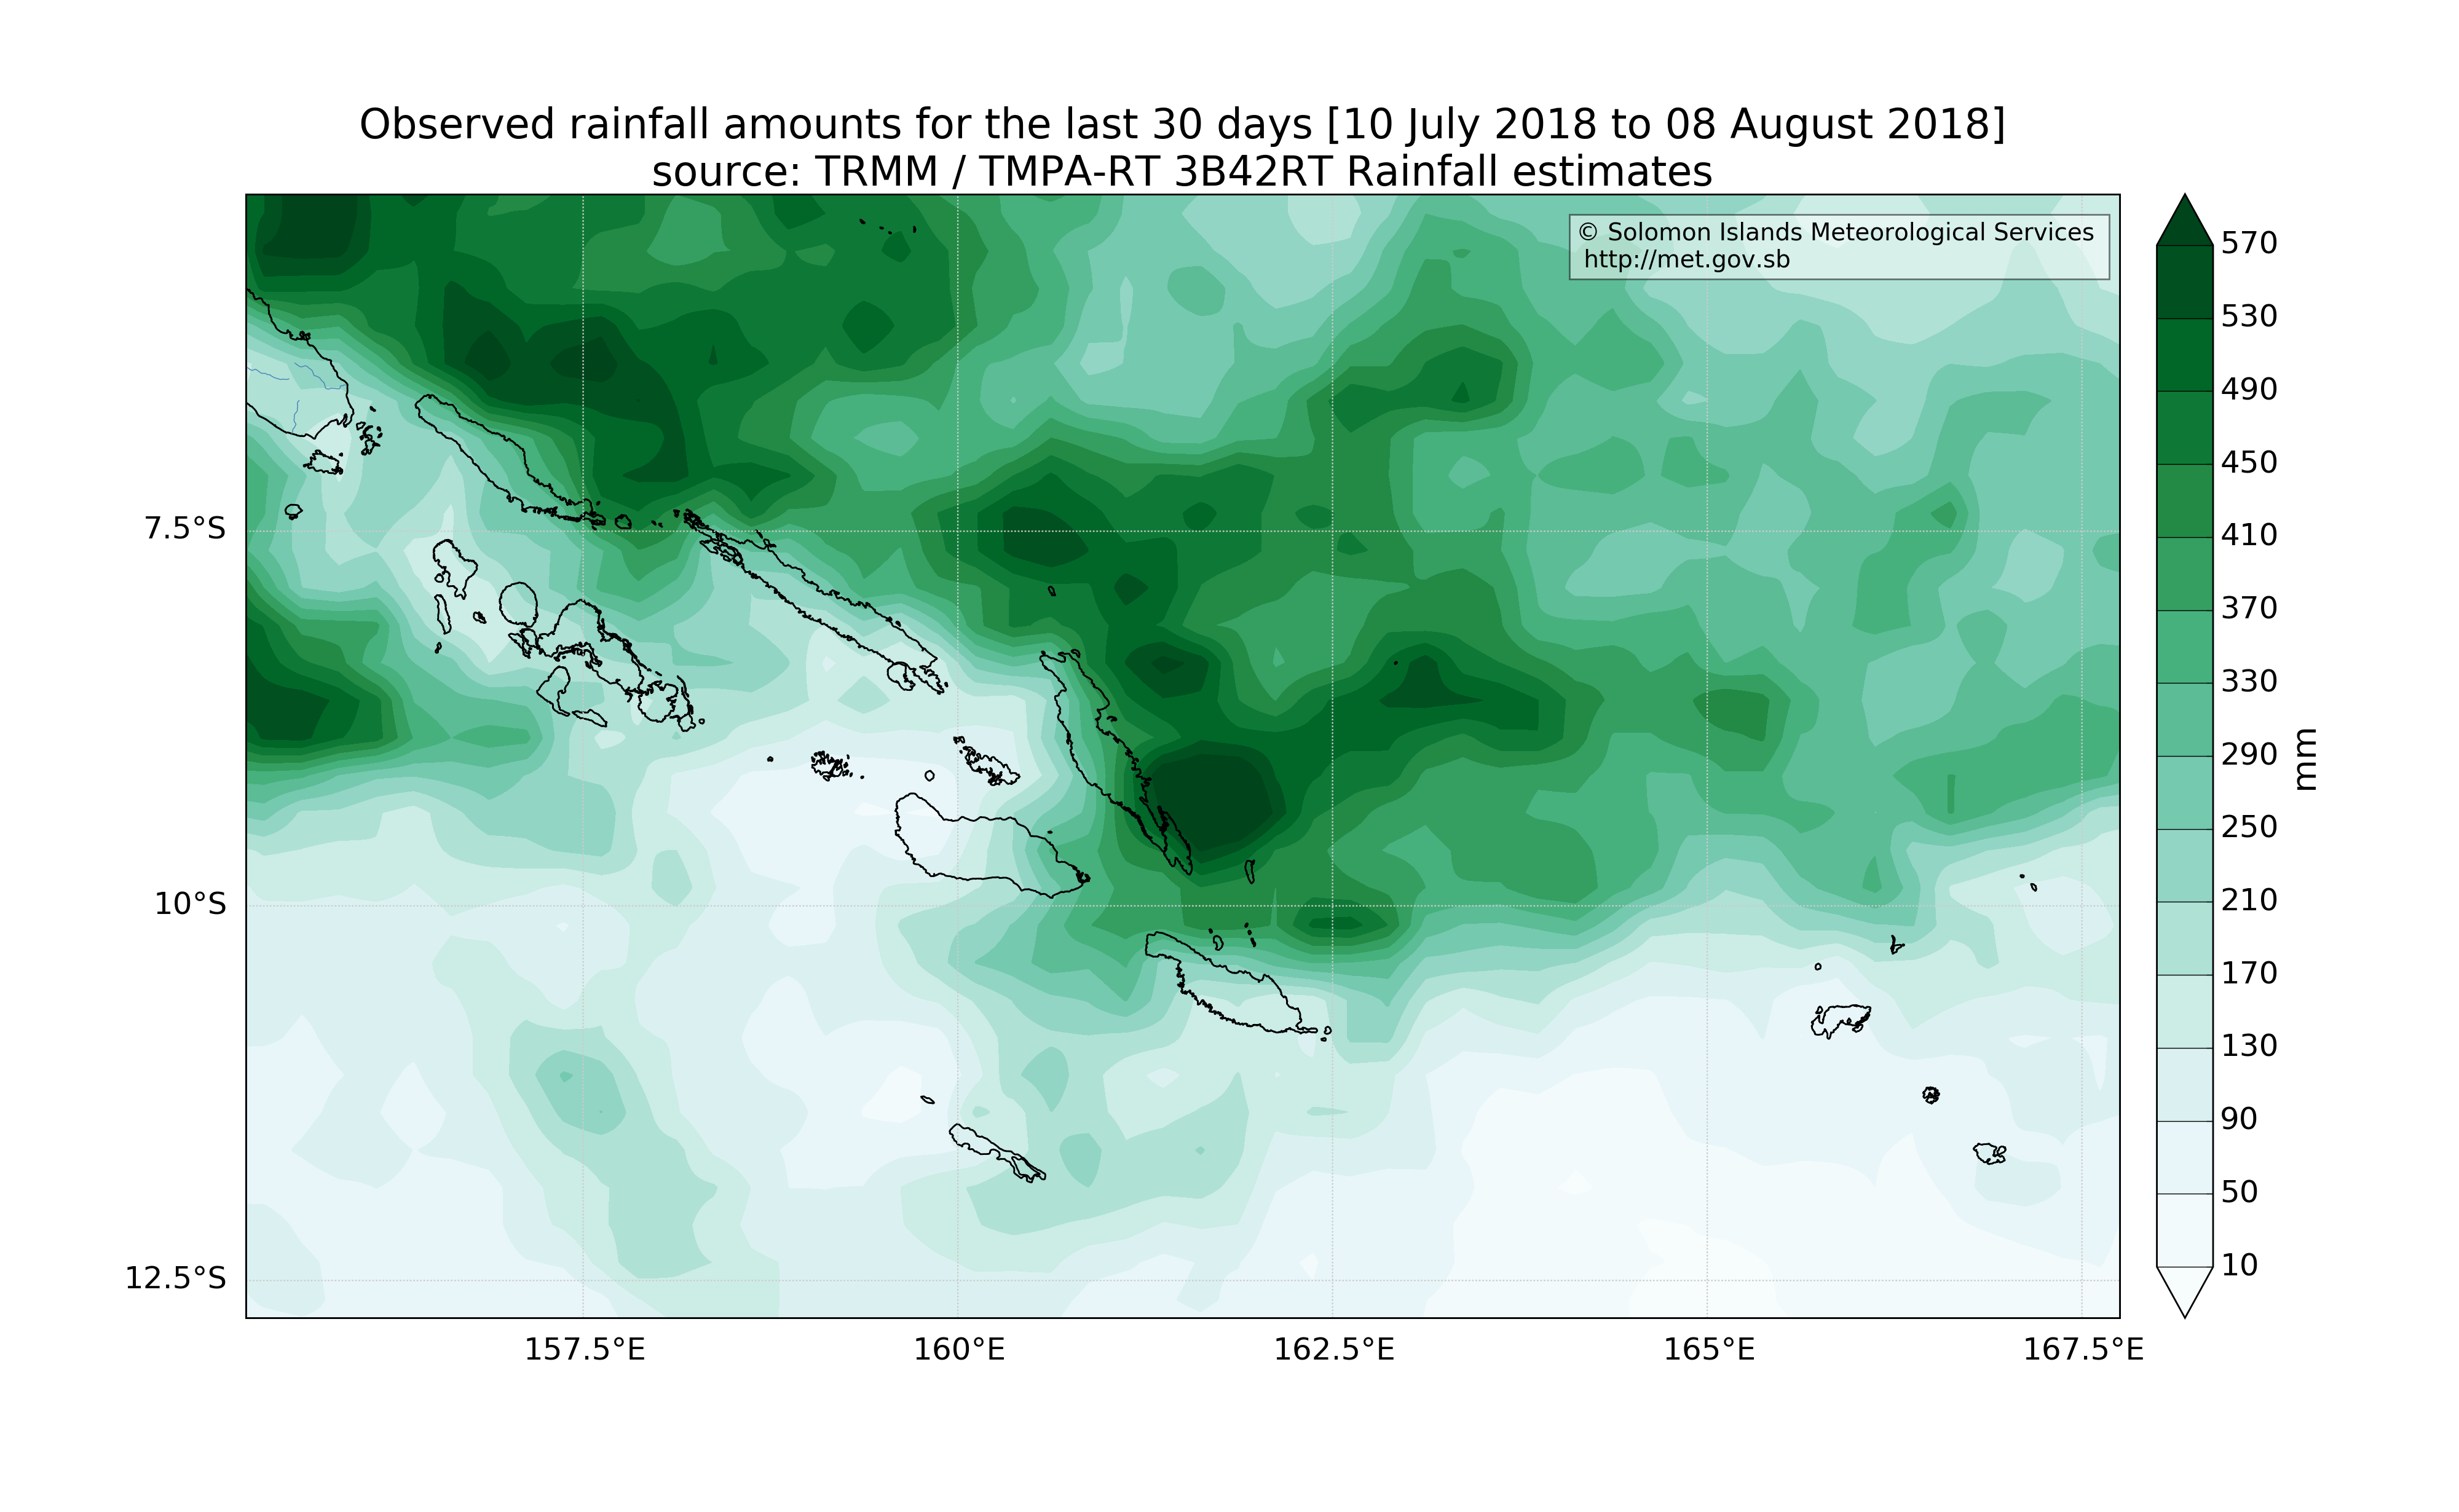 Observed rainfall amounts for the last 30 days [10 July 2018 to 08 August 2018]
source: TRMM / TMPA-RT 3B42RT Rainfall estimates
© Solomon Islands Meteorological Services
http://met.gov.sb
570
530
490
450
410
370
330
290
250
210
170
130
90
50
10
mm
7.5°S
10°S
12.5°S
157.5°E
160°E
162.5°E
165°E
167.5°E